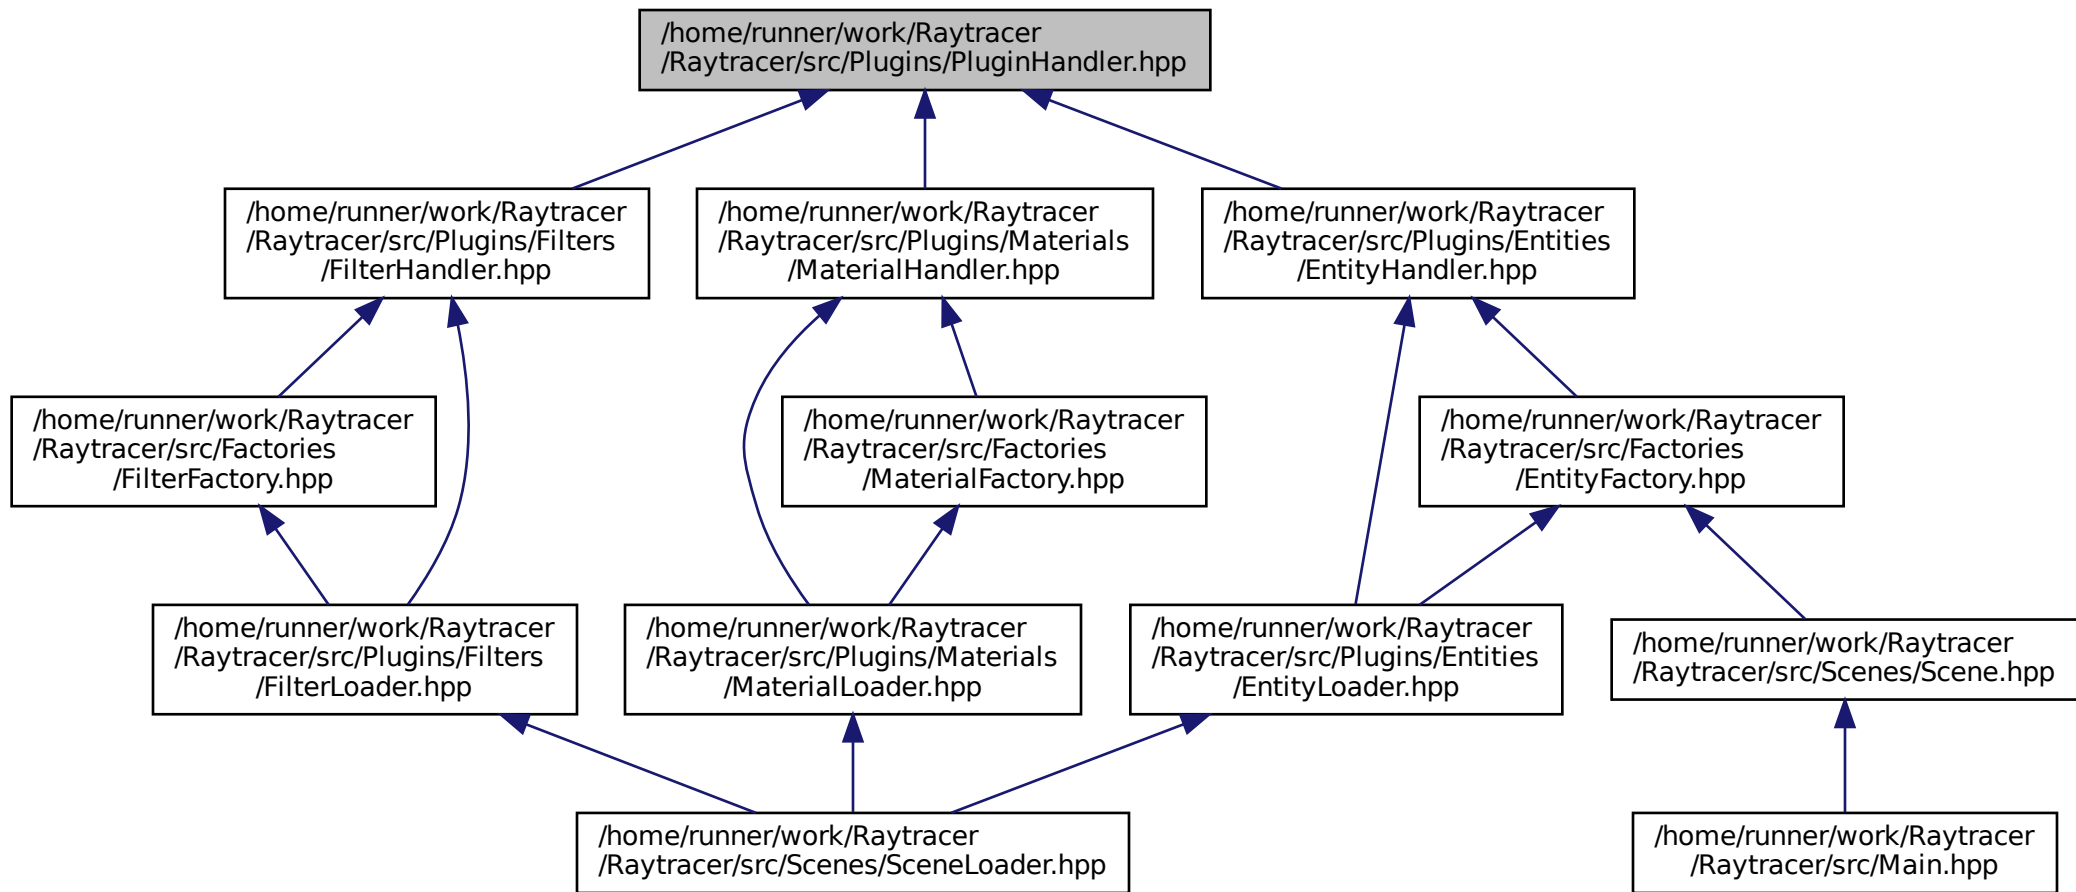 /home/runner/work/Raytracer
/Raytracer/src/Plugins/PluginHandler.hpp
/home/runner/work/Raytracer
/Raytracer/src/Plugins/Filters
/FilterHandler.hpp
/home/runner/work/Raytracer
/Raytracer/src/Plugins/Materials
/MaterialHandler.hpp
/home/runner/work/Raytracer
/Raytracer/src/Plugins/Entities
/EntityHandler.hpp
/home/runner/work/Raytracer
/Raytracer/src/Factories
/FilterFactory.hpp
/home/runner/work/Raytracer
/Raytracer/src/Factories
/MaterialFactory.hpp
/home/runner/work/Raytracer
/Raytracer/src/Factories
/EntityFactory.hpp
/home/runner/work/Raytracer
/Raytracer/src/Plugins/Filters
/FilterLoader.hpp
/home/runner/work/Raytracer
/Raytracer/src/Plugins/Materials
/MaterialLoader.hpp
/home/runner/work/Raytracer
/Raytracer/src/Plugins/Entities
/EntityLoader.hpp
/home/runner/work/Raytracer
/Raytracer/src/Scenes/Scene.hpp
/home/runner/work/Raytracer
/Raytracer/src/Scenes/SceneLoader.hpp
/home/runner/work/Raytracer
/Raytracer/src/Main.hpp